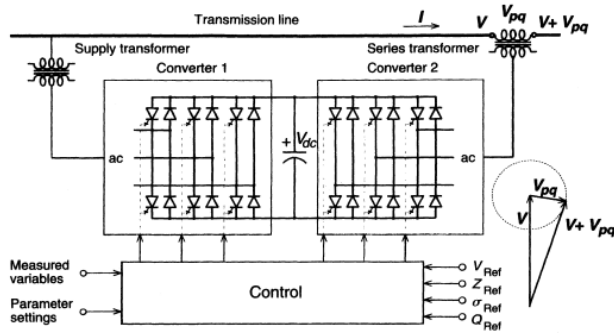 Transmission line
I
V
Vpq
V+ Vpq
Supply transformer
Series transformer
Converter 1
Converter 2
ac
+
Vdc
ac
Vpq
V
V+ Vpq
Measured
variables
Parameter
settings
Control
VRef
ZRef
σRef
QRef